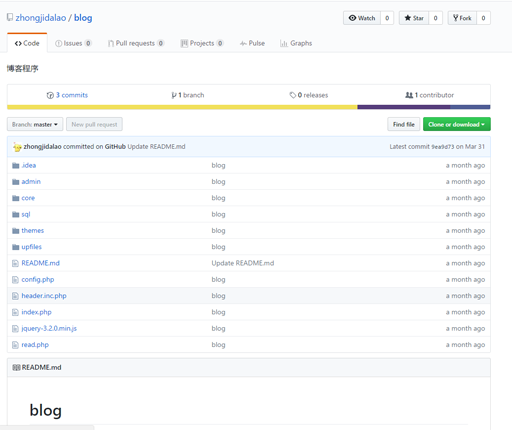 zhongjidalao / blog
Watch 0 Star 0 Fork 0
Code Issues 0 Pull requests 0 Projects 0 Pulse Graphs
博客程序
3 commits 1 branch 0 releases 1 contributor
Branch: master New pull request Find file Clone or download
zhongjidalao committed on GitHub Update README.md Latest commit 9ea9d73 on Mar 31
.idea blog a month ago
admin blog a month ago
core blog a month ago
sql blog a month ago
themes blog a month ago
upfiles blog a month ago
README.md Update README.md a month ago
config.php blog a month ago
header.inc.php blog a month ago
index.php blog a month ago
jquery-3.2.0.min.js blog a month ago
read.php blog a month ago
README.md
blog